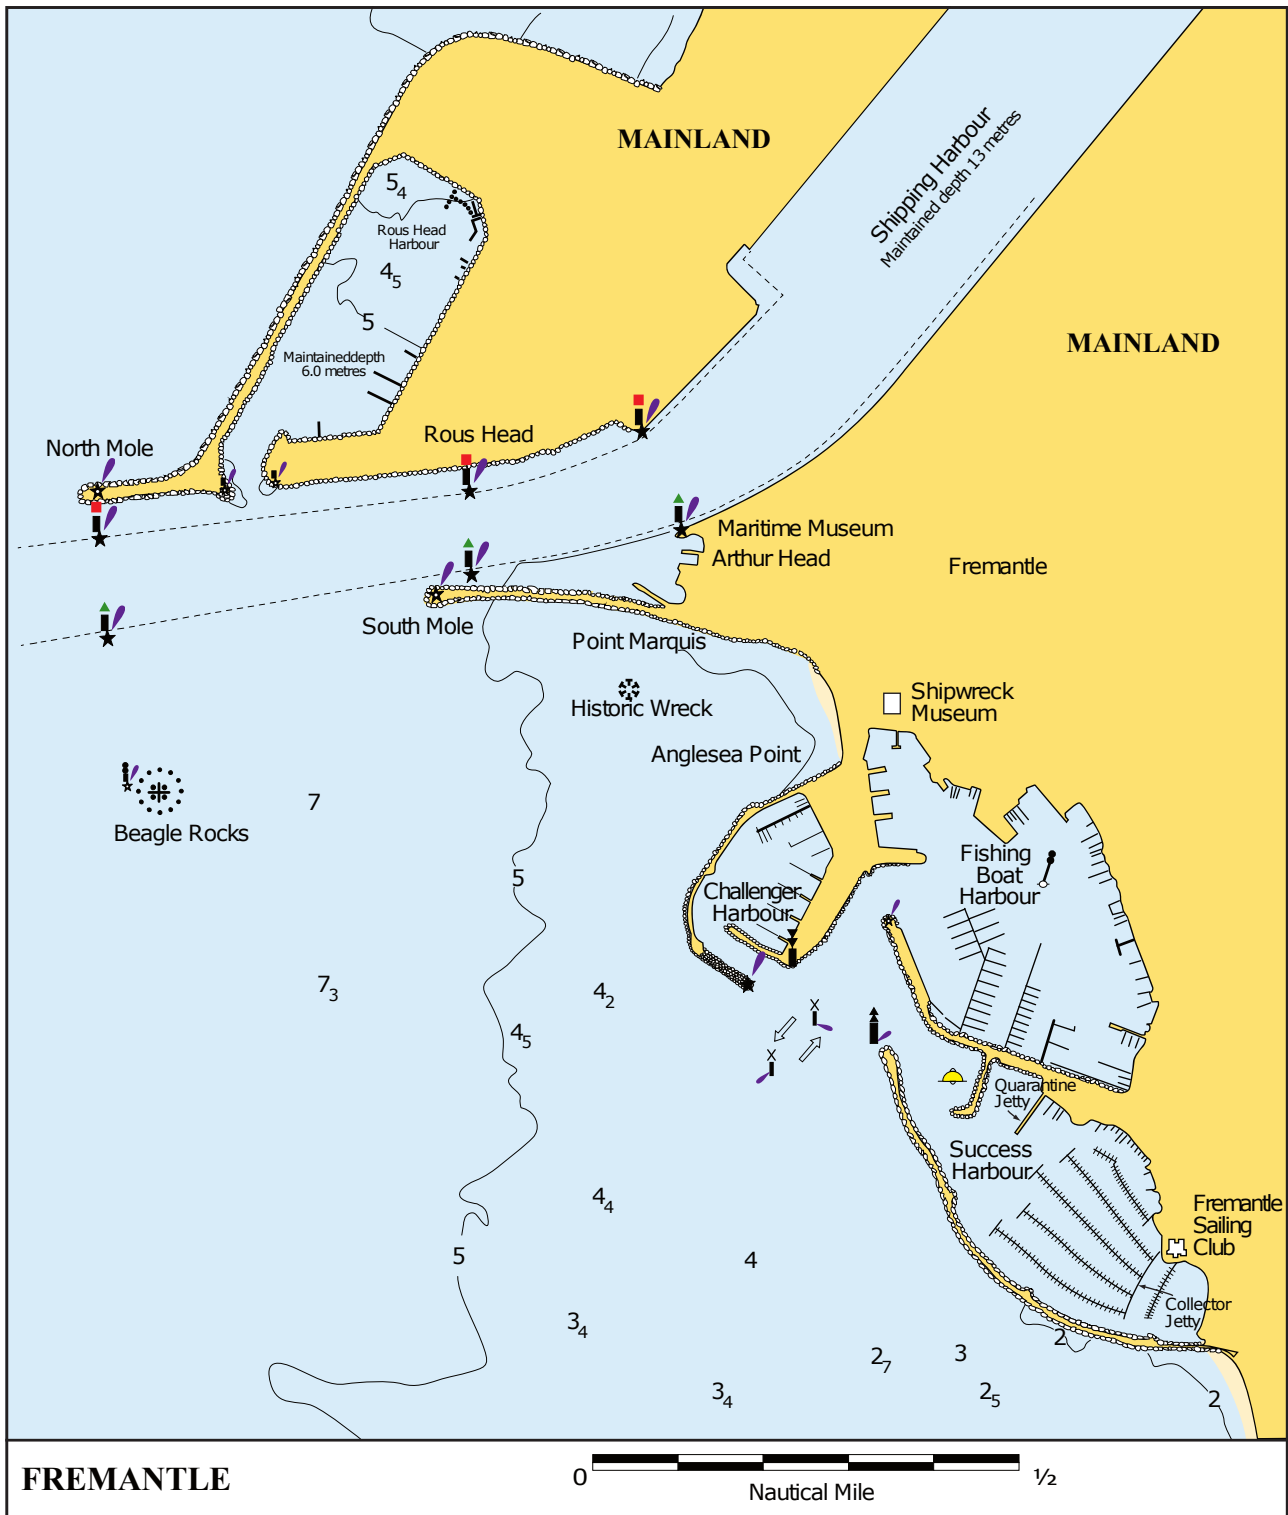 MAINLAND
Shipping Harbour
Maintained depth 13 metres
5₄
Rous Head
Harbour
4₅
5
MAINLAND
Maintaineddepth
6.0 metres
North Mole
Rous Head
Maritime Museum
Arthur Head
Fremantle
South Mole
Point Marquis
Shipwreck
Museum
Historic Wreck
Anglesea Point
7
Beagle Rocks
Fishing
Boat
Harbour
5
Challenger
Harbour
7₃
4₂
X
4₅
X
Quarantine
Jetty
Success
Harbour
4₄
Fremantle
Sailing
Club
5
4
Collector
Jetty
3₄
2
2₇
3
3₄
2₅
2
FREMANTLE
0
½
Nautical Mile